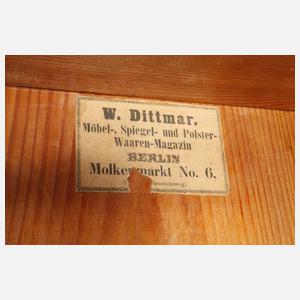 W. Dittmar.
Möbel-, Spiegel- und Polster-
Waaren-Magazin
BERLIN
Molkenmarkt No. 6,